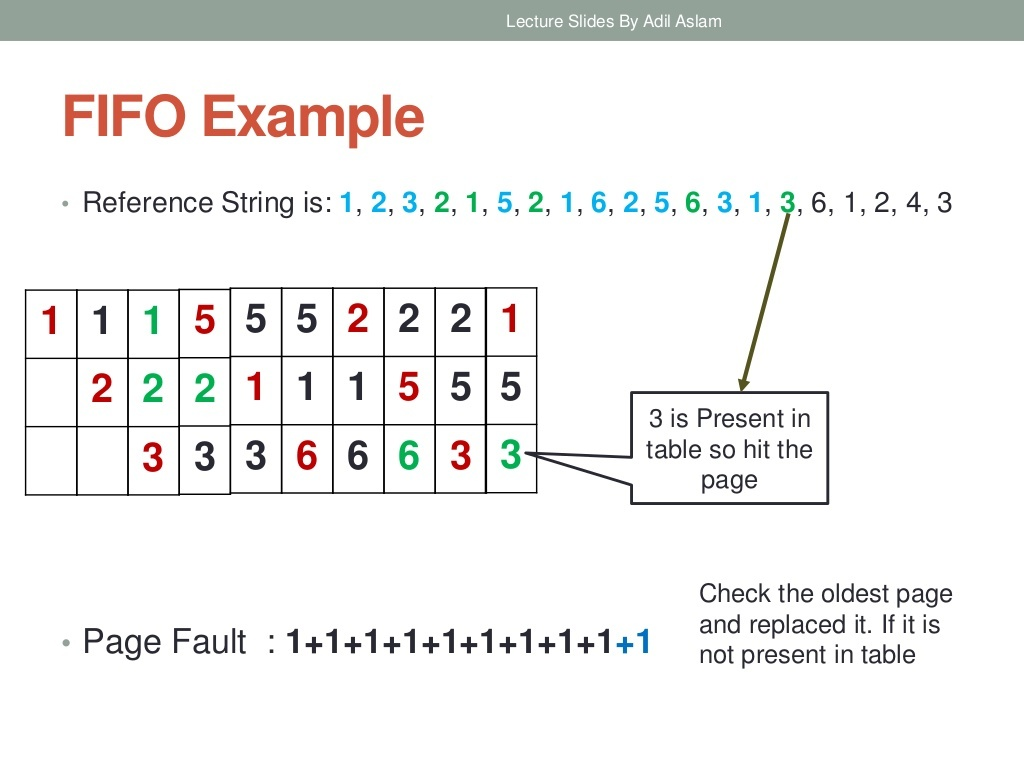 Lecture Slides By Adil Aslam
FIFO Example
• Reference String is: 1, 2, 3, 2, 1, 5, 2, 1, 6, 2, 5, 6, 3, 1, 3, 6, 1, 2, 4, 3
1 1 1 5 5 5 2 2 2 1
2 2 2 1 1 1 5 5 5
3 3 3 6 6 6 3 3
3 is Present in
table so hit the
page
Check the oldest page
and replaced it. If it is
not present in table
• Page Fault : 1+1+1+1+1+1+1+1+1+1